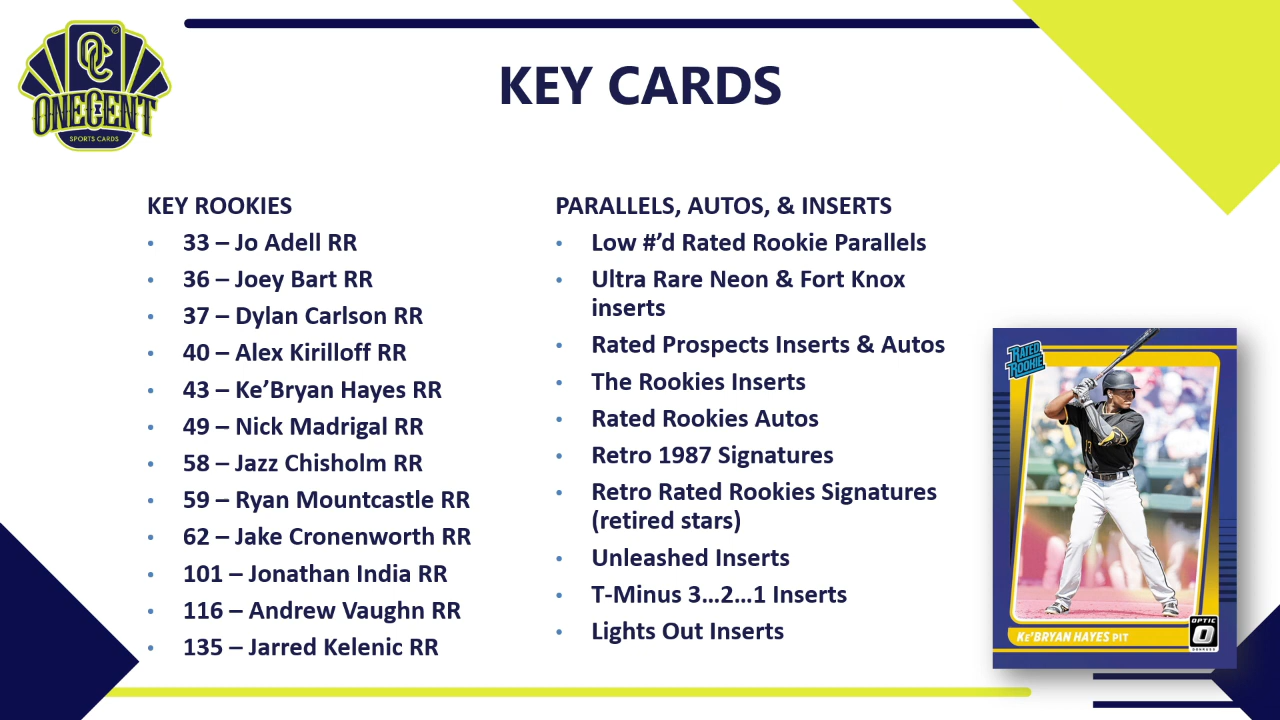 OC
ONECENT
SPORTS CARDS
KEY CARDS
KEY ROOKIES
• 33 – Jo Adell RR
• 36 – Joey Bart RR
• 37 – Dylan Carlson RR
• 40 – Alex Kirilloff RR
• 43 – Ke’Bryan Hayes RR
• 49 – Nick Madrigal RR
• 58 – Jazz Chisholm RR
• 59 – Ryan Mountcastle RR
• 62 – Jake Cronenworth RR
• 101 – Jonathan India RR
• 116 – Andrew Vaughn RR
• 135 – Jarred Kelenic RR
PARALLELS, AUTOS, & INSERTS
• Low #’d Rated Rookie Parallels
• Ultra Rare Neon & Fort Knox
inserts
• Rated Prospects Inserts & Autos
• The Rookies Inserts
• Rated Rookies Autos
• Retro 1987 Signatures
• Retro Rated Rookies Signatures
(retired stars)
• Unleashed Inserts
• T-Minus 3…2…1 Inserts
• Lights Out Inserts
RATED
ROOKIE
13
KE’BRYAN HAYES PIT
OPTIC
O
DONRUSS